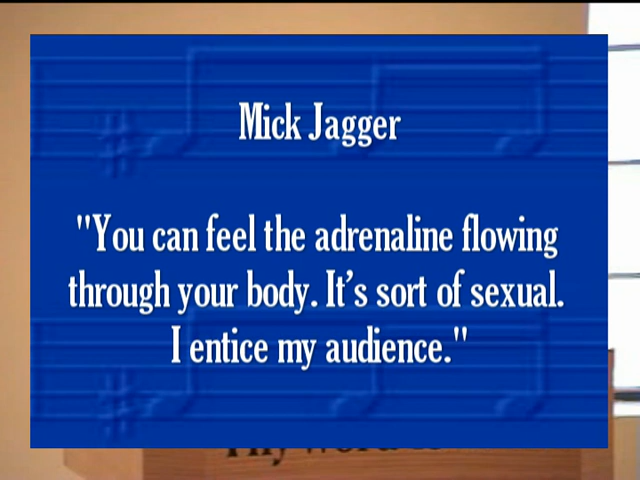 Mick Jagger
"You can feel the adrenaline flowing
through your body. It's sort of sexual.
I entice my audience."